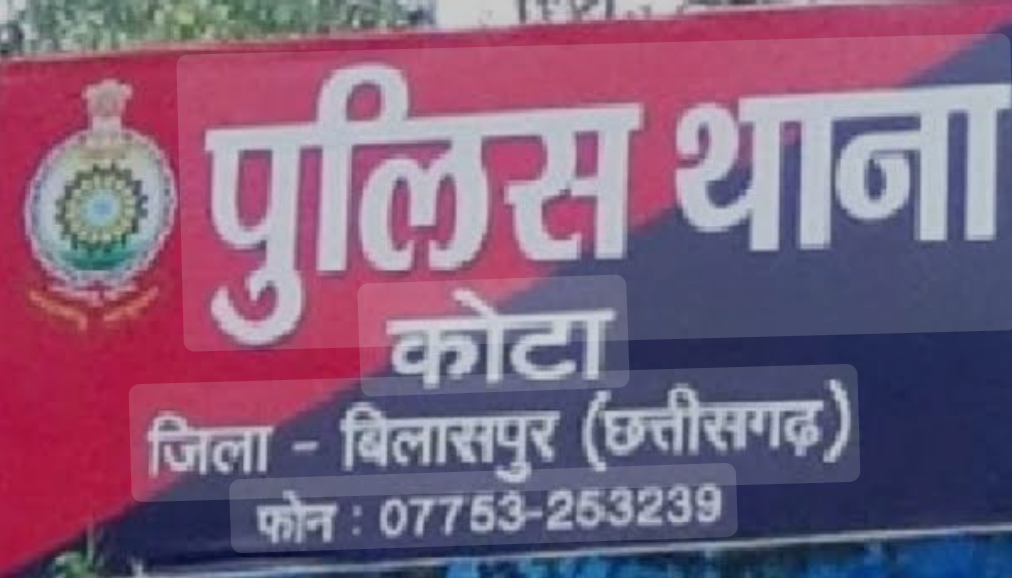 पुलिस थाना
कोटा
जिला - बिलासपुर (छत्तीसगढ़)
फोन : 07753-253239